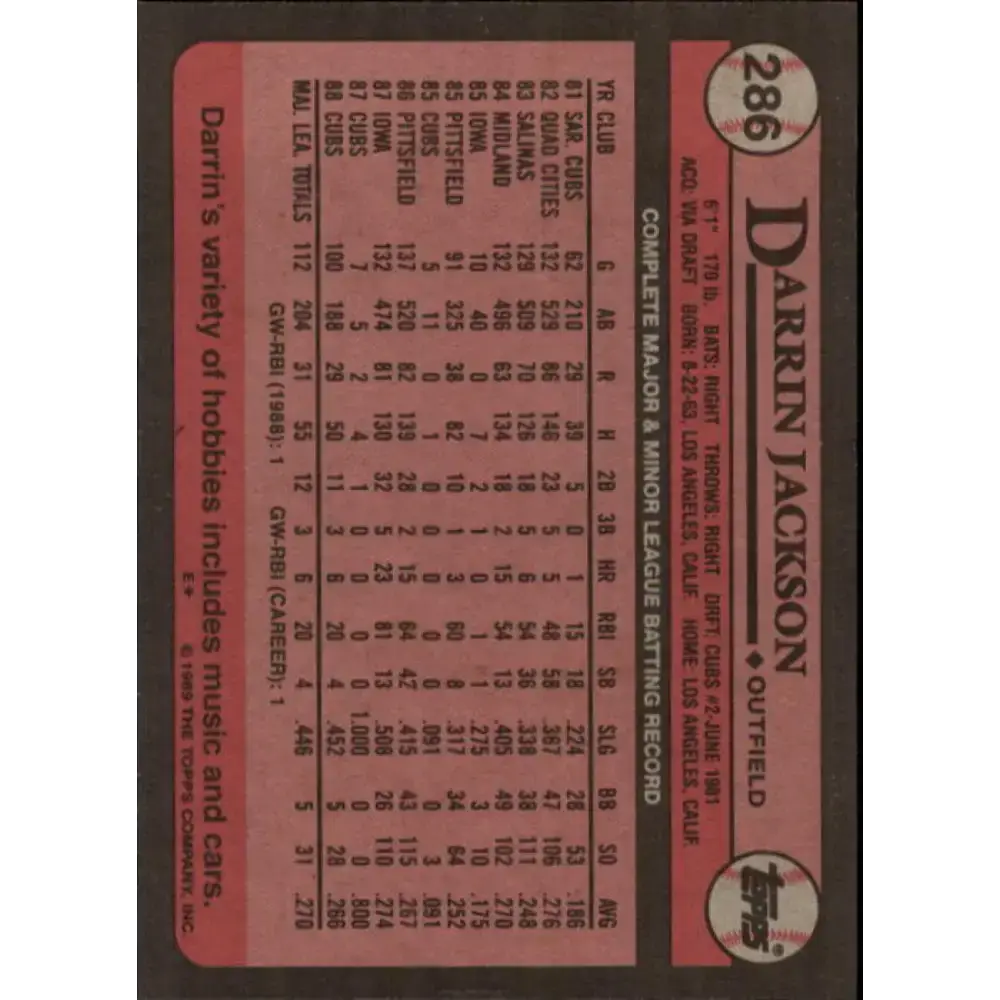 286
DARRIN JACKSON ♦ OUTFIELD
TOPPS®
6'1" 170 lb. BATS: RIGHT THROWS: RIGHT DRFT: CUBS #2-JUNE 1981
ACQ: VIA DRAFT BORN: 8-22-63, LOS ANGELES, CALIF. HOME: LOS ANGELES, CALIF.
COMPLETE MAJOR & MINOR LEAGUE BATTING RECORD
YR CLUB G AB R H 2B 3B HR RBI SB SLG BB SO AVG
81 SAR. CUBS 62 210 29 39 5 0 1 15 18 .224 28 53 .186
82 QUAD CITIES 132 529 86 146 23 5 5 48 58 .367 47 106 .276
83 SALINAS 129 509 70 126 18 5 6 54 36 .338 38 111 .248
84 MIDLAND 132 496 63 134 18 2 15 54 13 .405 49 102 .270
85 IOWA 10 40 0 7 2 1 0 1 1 .275 3 10 .175
85 PITTSFIELD 91 325 38 82 10 1 3 60 8 .317 34 64 .252
85 CUBS 5 11 0 1 0 0 0 0 0 .091 0 3 .091
86 PITTSFIELD 137 520 82 139 28 2 15 64 42 .415 43 115 .267
87 IOWA 132 474 81 130 32 5 23 81 13 .508 26 110 .274
87 CUBS 7 5 2 4 1 0 0 0 0 1.000 0 0 .800
88 CUBS 100 188 29 50 11 3 6 20 4 .452 5 28 .266
MAJ. LEA. TOTALS 112 204 31 55 12 3 6 20 4 .446 5 31 .270
GW-RBI (1988): 1 GW-RBI (CAREER): 1
Darrin's variety of hobbies includes music and cars.
E* © 1989 THE TOPPS COMPANY, INC.